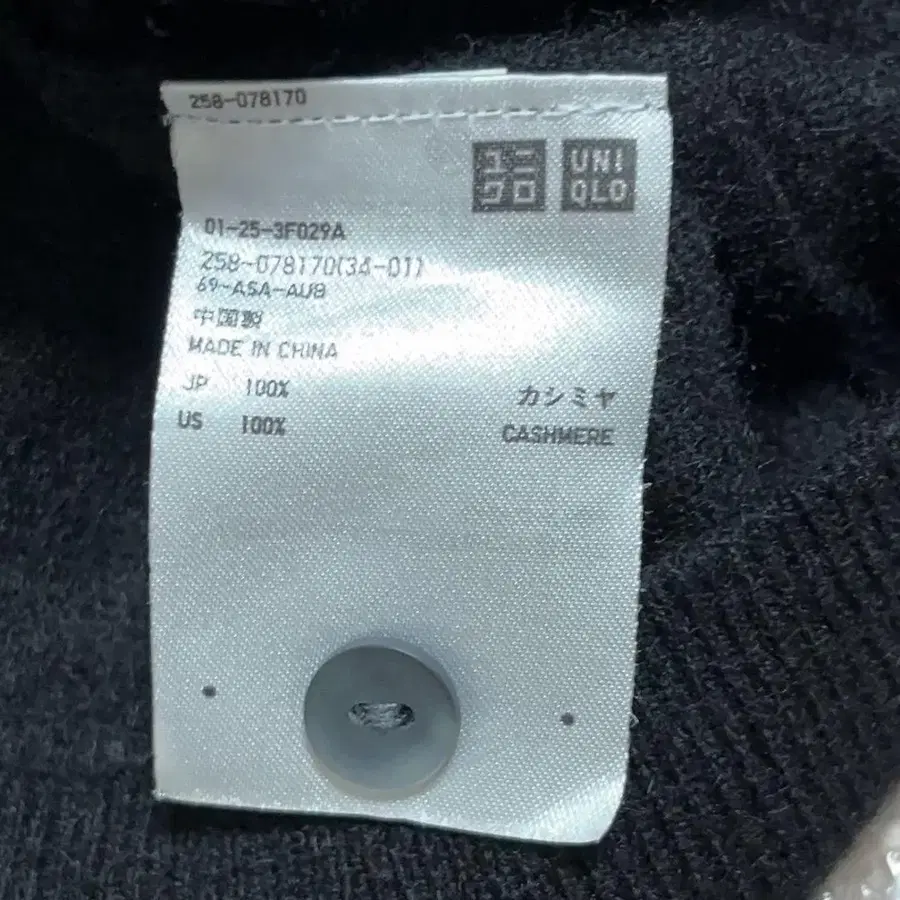 258-078170
ユニ
クロ
UNI
QLO
01-25-3F029A
258-078170(34-01)
69-ASA-AUB
中国製
MADE IN CHINA
JP 100% カシミヤ
US 100% CASHMERE